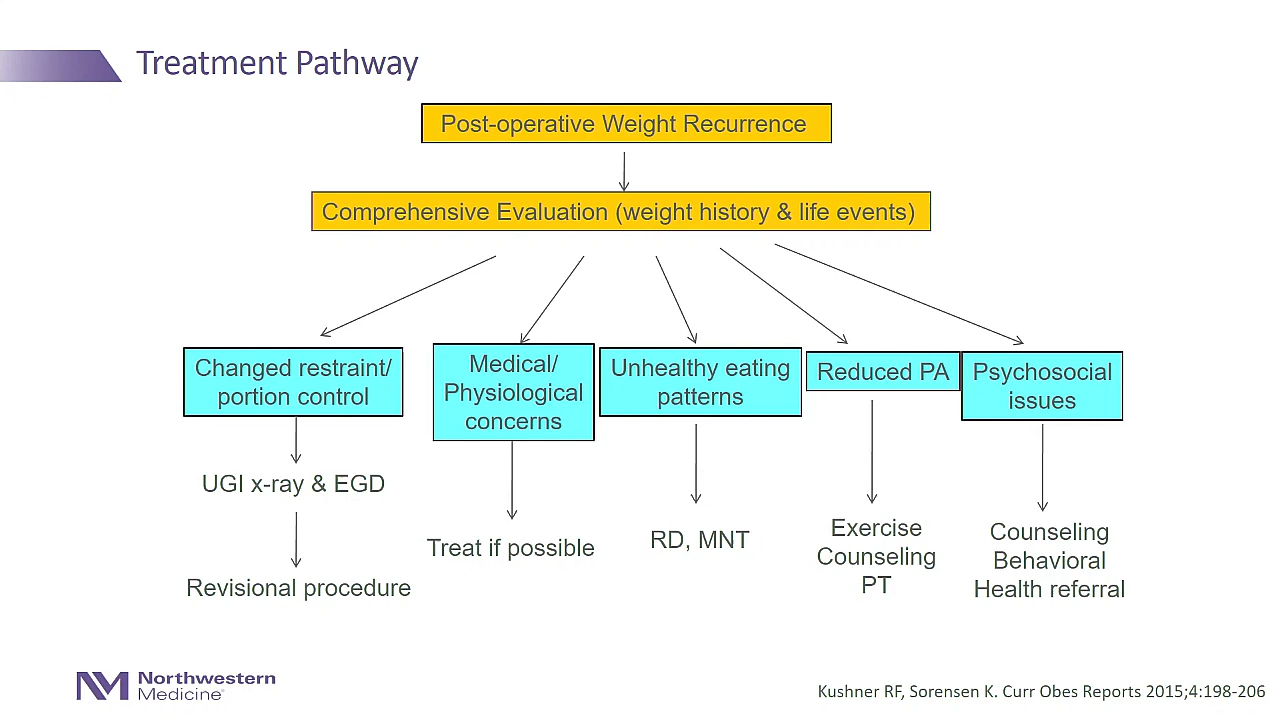 Treatment Pathway
Post-operative Weight Recurrence
Comprehensive Evaluation (weight history & life events)
Changed restraint/
portion control
Medical/
Physiological
concerns
Unhealthy eating
patterns
Reduced PA
Psychosocial
issues
UGI x-ray & EGD
Revisional procedure
Treat if possible
RD, MNT
Exercise
Counseling
PT
Counseling
Behavioral
Health referral
NM
Northwestern
Medicine
Kushner RF, Sorensen K. Curr Obes Reports 2015;4:198-206